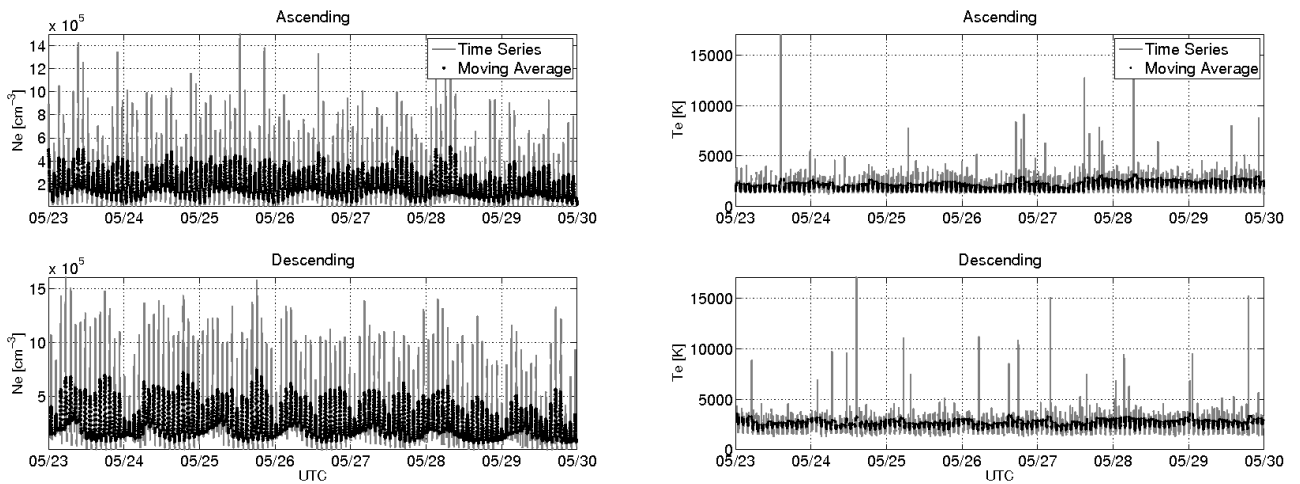 Ascending
x 10⁵
14
12
10
8
6
4
2
Ne [cm⁻³]
Time Series
Moving Average
05/23 05/24 05/25 05/26 05/27 05/28 05/29 05/30
Ascending
15000
10000
5000
0
Te [K]
Time Series
Moving Average
05/23 05/24 05/25 05/26 05/27 05/28 05/29 05/30
Descending
x 10⁵
15
10
5
Ne [cm⁻³]
05/23 05/24 05/25 05/26 05/27 05/28 05/29 05/30
UTC
Descending
15000
10000
5000
0
Te [K]
05/23 05/24 05/25 05/26 05/27 05/28 05/29 05/30
UTC